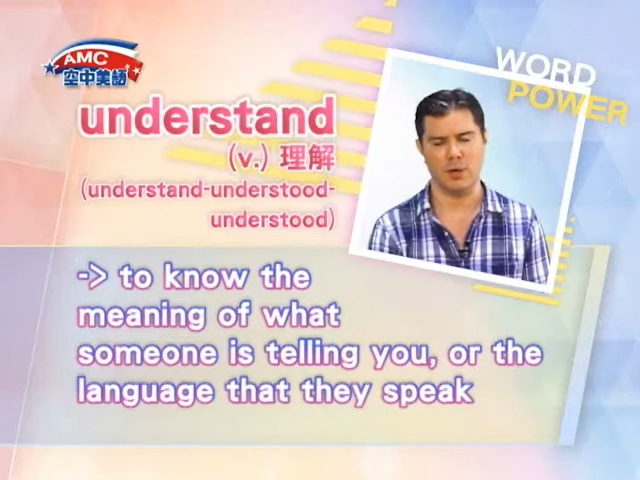 AMC
空中美語
WORD
POWER
understand
(v.) 理解
(understand-understood-
understood)
-> to know the
meaning of what
someone is telling you, or the
language that they speak